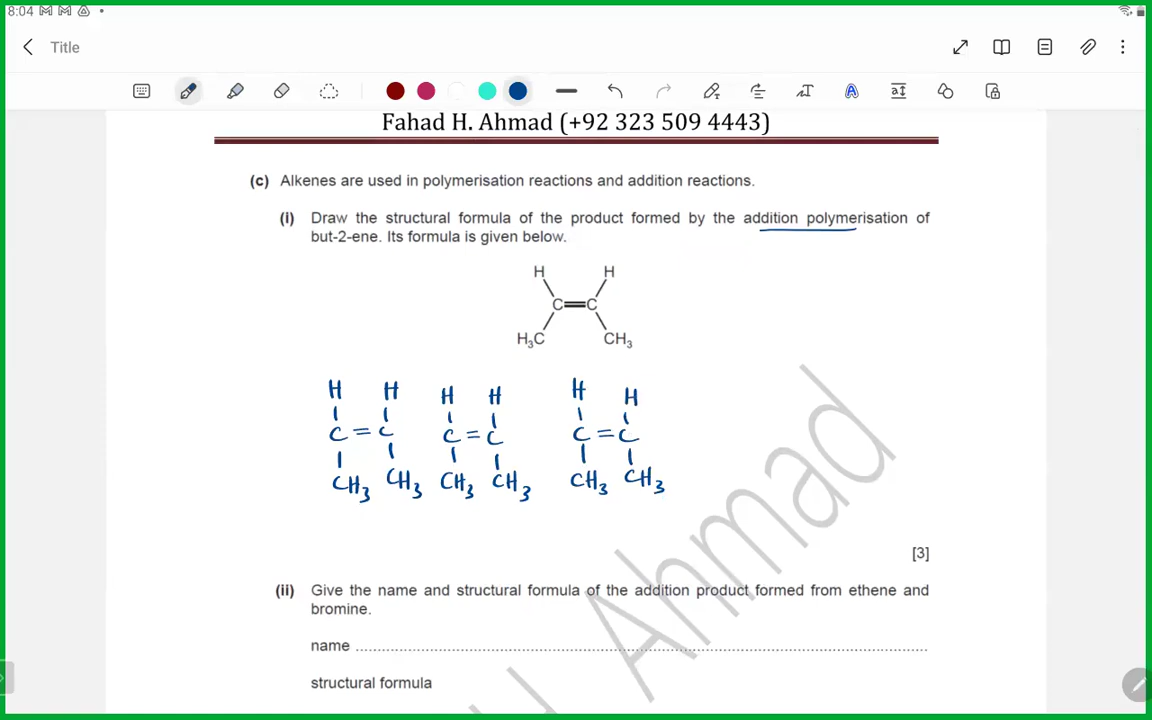 8:04
Title
Fahad H. Ahmad (+92 323 509 4443)
(c) Alkenes are used in polymerisation reactions and addition reactions.
(i) Draw the structural formula of the product formed by the addition polymerisation of
but-2-ene. Its formula is given below.
H H
C=C
H₃C CH₃
H H H H H H
C=C C=C C=C
CH₃ CH₃ CH₃ CH₃ CH₃ CH₃
[3]
(ii) Give the name and structural formula of the addition product formed from ethene and
bromine.
name
structural formula
Ahmad